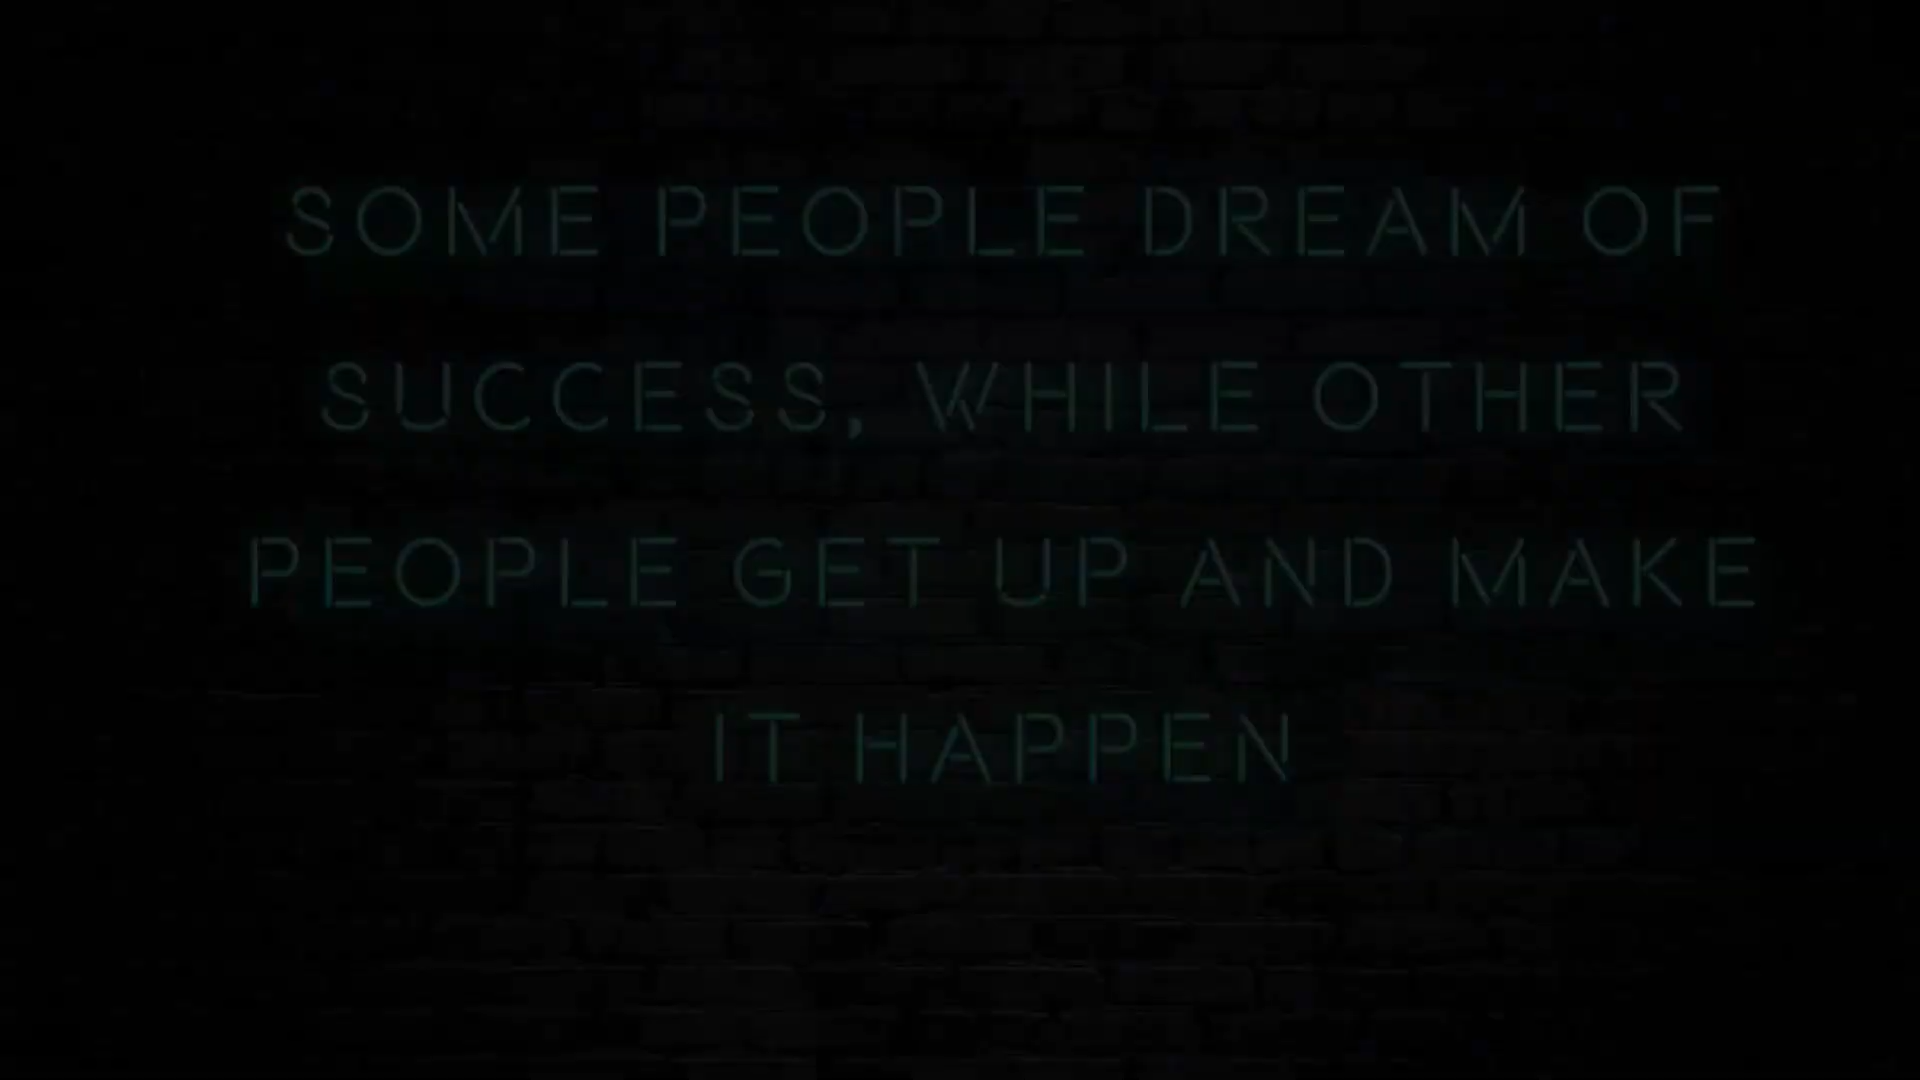 SOME PEOPLE DREAM OF
SUCCESS, WHILE OTHER
PEOPLE GET UP AND MAKE
IT HAPPEN